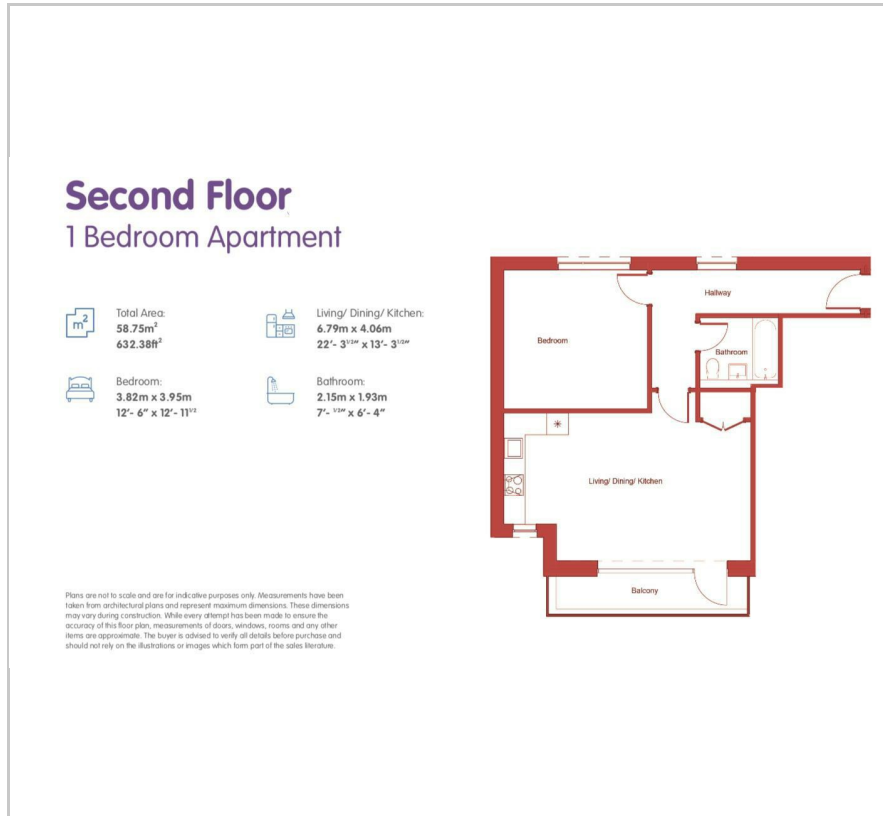 Second Floor
1 Bedroom Apartment
m²
Total Area:
58.75m²
632.38ft²
Living/ Dining/ Kitchen:
6.79m x 4.06m
22'- 3¹/²" x 13'- 3¹/²"
Bedroom:
3.82m x 3.95m
12'- 6" x 12'- 11¹/²
Bathroom:
2.15m x 1.93m
7'- ¹/²" x 6'- 4"
Hallway
Bedroom
Bathroom
Living/ Dining/ Kitchen
Balcony
Plans are not to scale and are for indicative purposes only. Measurements have been
taken from architectural plans and represent maximum dimensions. These dimensions
may vary during construction. While every attempt has been made to ensure the
accuracy of this floor plan, measurements of doors, windows, rooms and any other
items are approximate. The buyer is advised to verify all details before purchase and
should not rely on the illustrations or images which form part of the sales literature.